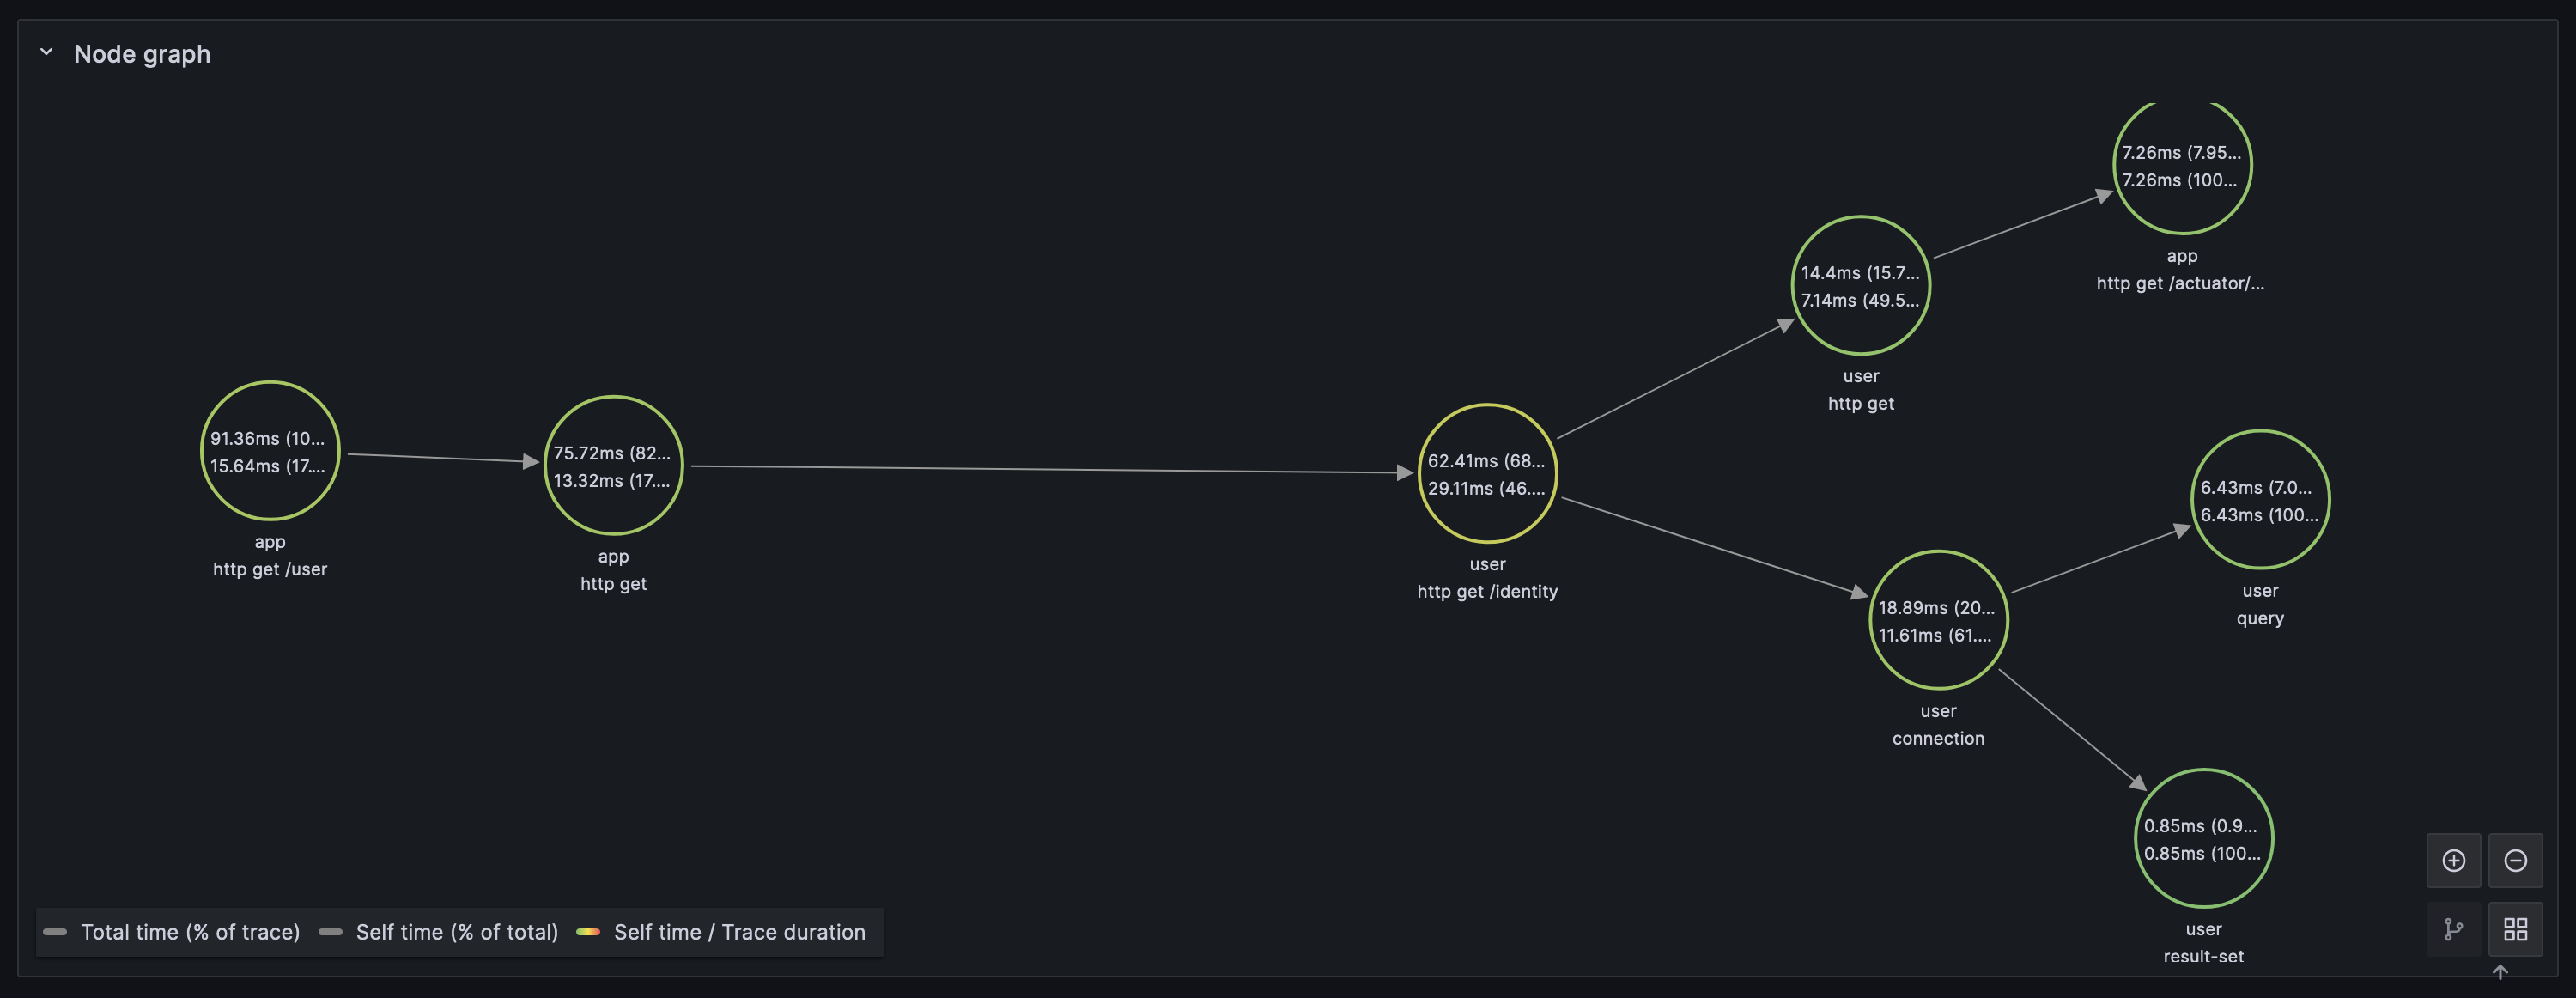 Node graph
7.26ms (7.95...
7.26ms (100...
app
http get /actuator/...
14.4ms (15.7...
7.14ms (49.5...
user
http get
91.36ms (10...
15.64ms (17....
app
http get /user
75.72ms (82...
13.32ms (17....
app
http get
62.41ms (68...
29.11ms (46....
user
http get /identity
6.43ms (7.0...
6.43ms (100...
user
query
18.89ms (20...
11.61ms (61....
user
connection
0.85ms (0.9...
0.85ms (100...
user
result-set
Total time (% of trace) Self time (% of total) Self time / Trace duration